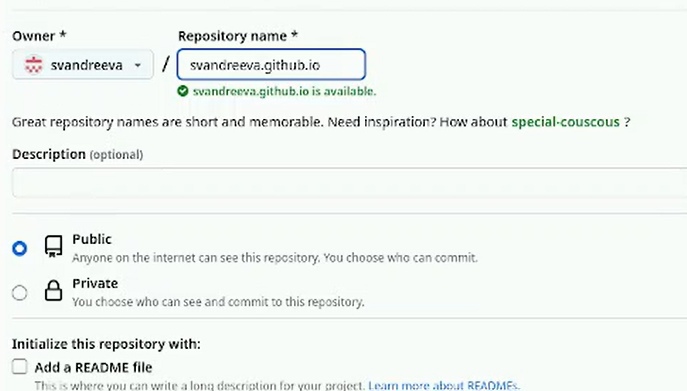 Owner * Repository name *
svandreeva / svandreeva.github.io
svandreeva.github.io is available.
Great repository names are short and memorable. Need inspiration? How about special-couscous ?
Description (optional)
Public
Anyone on the internet can see this repository. You choose who can commit.
Private
You choose who can see and commit to this repository.
Initialize this repository with:
Add a README file
This is where you can write a long description for your project. Learn more about READMEs.